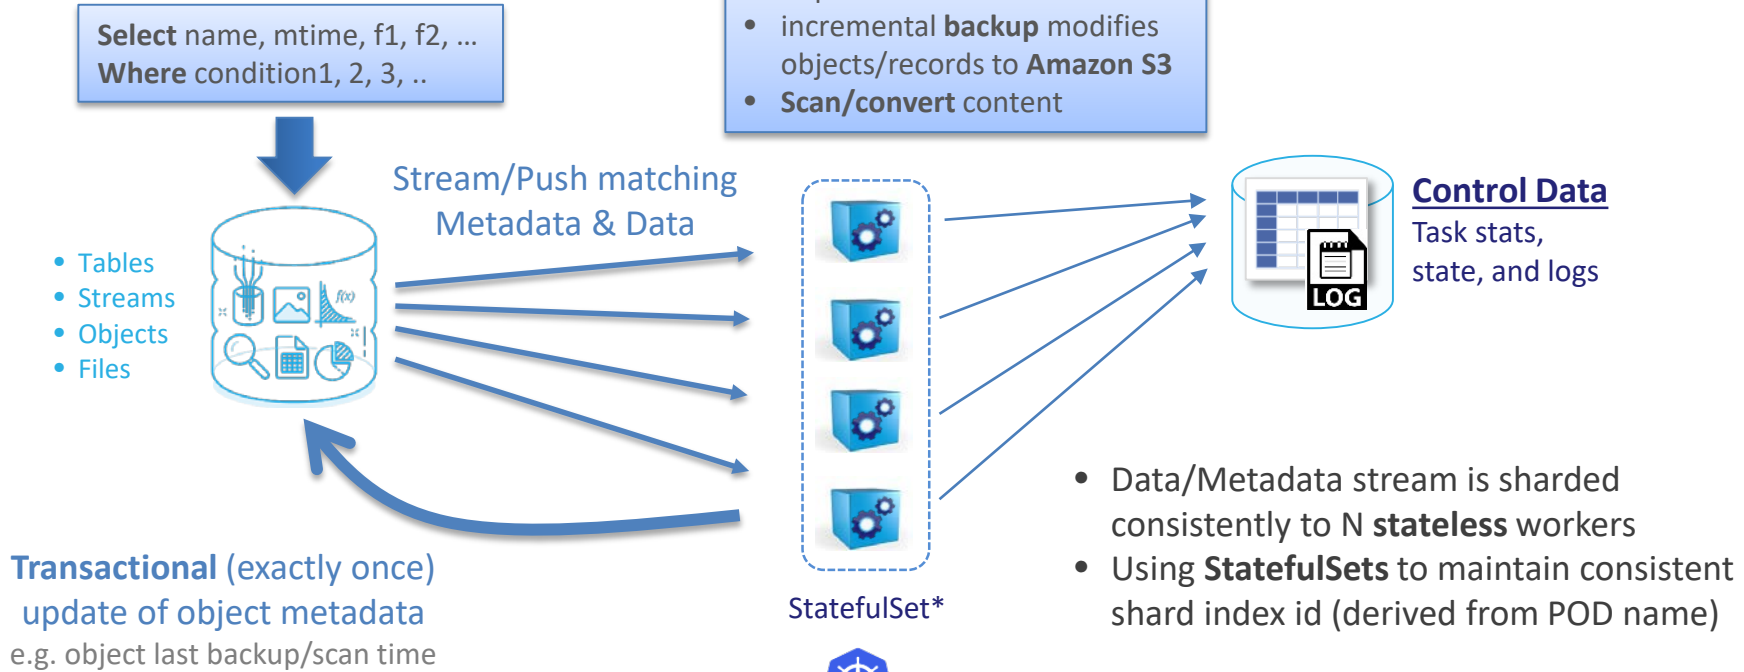 Select name, mtime, f1, f2, ...
Where condition1, 2, 3, ..
• incremental backup modifies
objects/records to Amazon S3
• Scan/convert content
Stream/Push matching
Metadata & Data
• Tables
• Streams
• Objects
• Files
f(x)
LOG
Control Data
Task stats,
state, and logs
Transactional (exactly once)
update of object metadata
e.g. object last backup/scan time
StatefulSet*
• Data/Metadata stream is sharded
consistently to N stateless workers
• Using StatefulSets to maintain consistent
shard index id (derived from POD name)